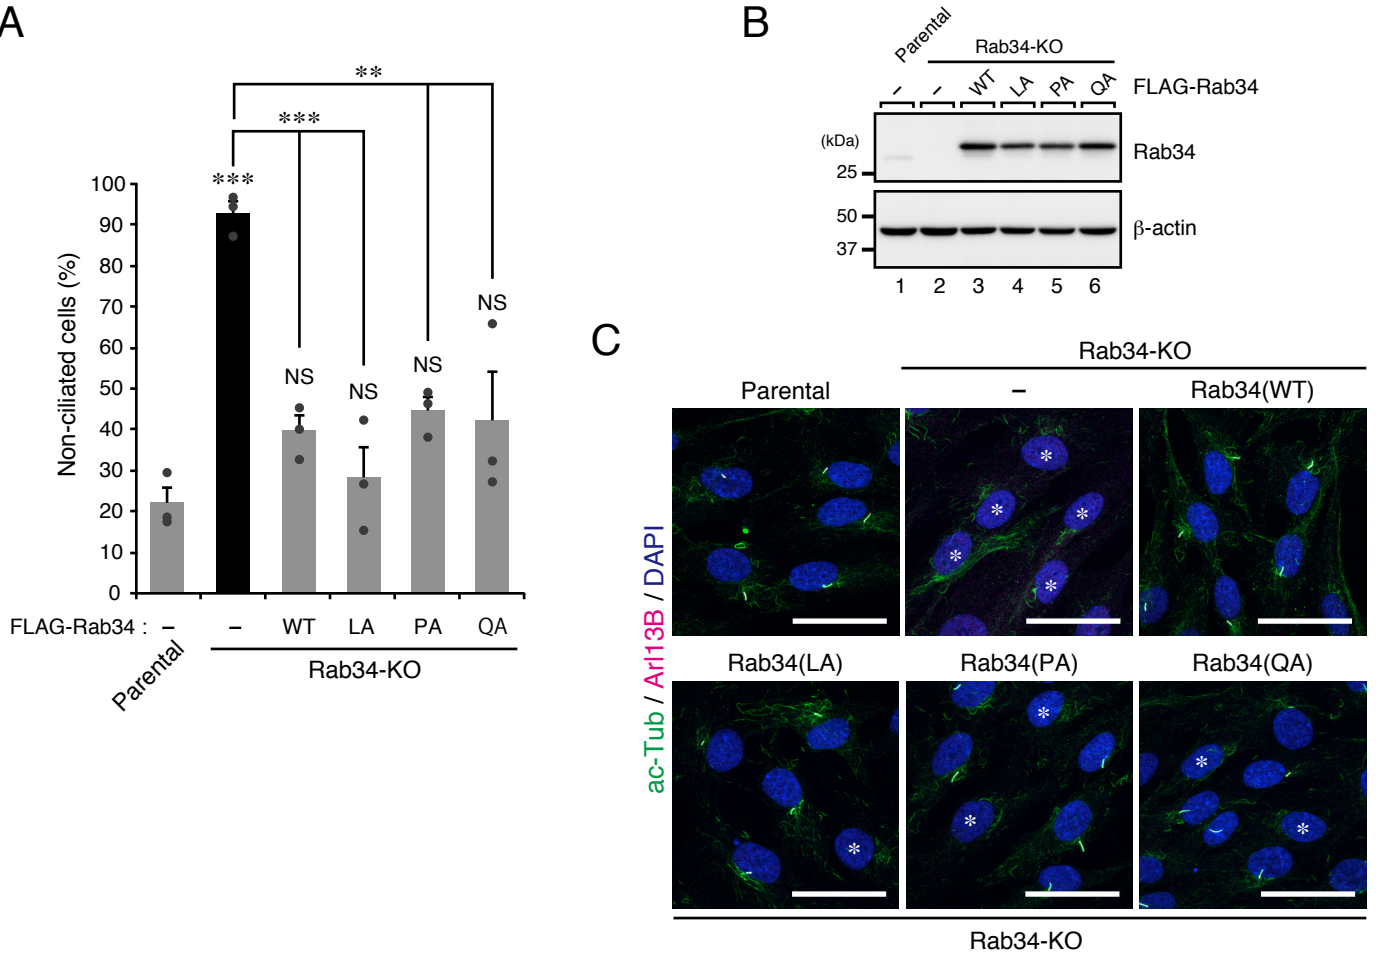 A
**
***
***
NS
NS
NS
NS
100
90
80
70
60
50
40
30
20
10
0
Non-ciliated cells (%)
FLAG-Rab34 : – – WT LA PA QA
Parental
Rab34-KO
B
Parental
Rab34-KO
– – WT LA PA QA FLAG-Rab34
(kDa)
25
Rab34
50
37
β-actin
1 2 3 4 5 6
C
Rab34-KO
Parental – Rab34(WT)
* * * * *
ac-Tub / Arl13B / DAPI
Rab34(LA) Rab34(PA) Rab34(QA)
* * * * *
Rab34-KO